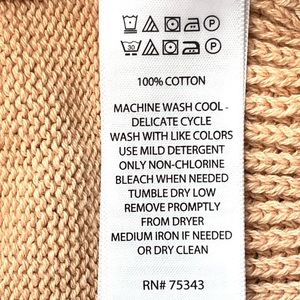 100% COTTON
MACHINE WASH COOL -
DELICATE CYCLE
WASH WITH LIKE COLORS
USE MILD DETERGENT
ONLY NON-CHLORINE
BLEACH WHEN NEEDED
TUMBLE DRY LOW
REMOVE PROMPTLY
FROM DRYER
MEDIUM IRON IF NEEDED
OR DRY CLEAN
RN# 75343